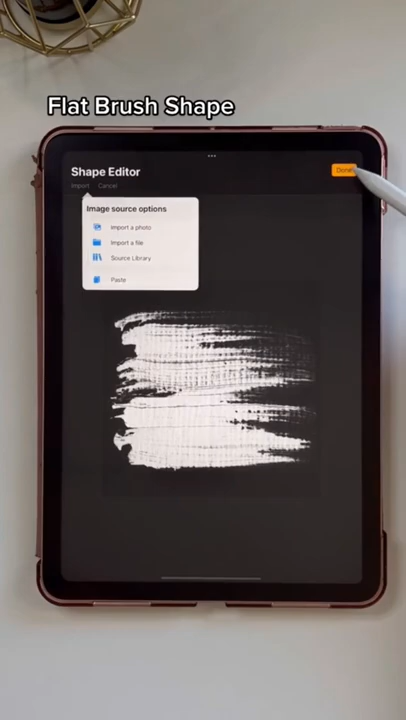 Flat Brush Shape
Shape Editor
Done
Import Cancel
Image source options
Import a photo
Import a file
Source Library
Paste